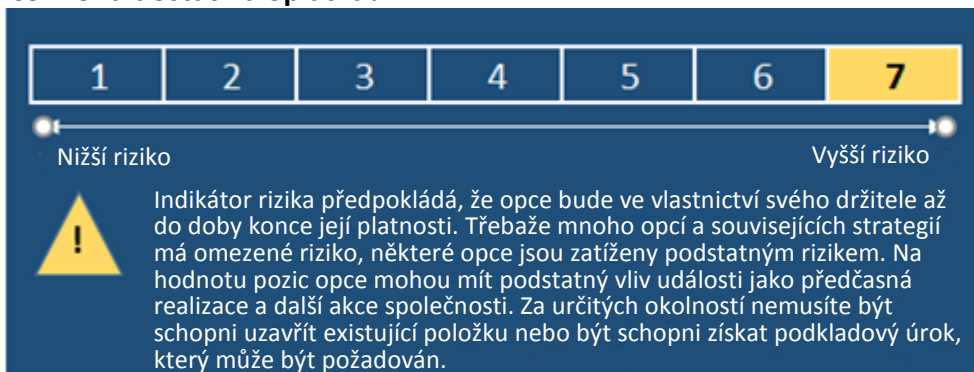 1 2 3 4 5 6 7
Nižší riziko Vyšší riziko
! Indikátor rizika předpokládá, že opce bude ve vlastnictví svého držitele až
do doby konce její platnosti. Třebaže mnoho opcí a souvisejících strategií
má omezené riziko, některé opce jsou zatíženy podstatným rizikem. Na
hodnotu pozic opce mohou mít podstatný vliv události jako předčasná
realizace a další akce společnosti. Za určitých okolností nemusíte být
schopni uzavřít existující položku nebo být schopni získat podkladový úrok,
který může být požadován.